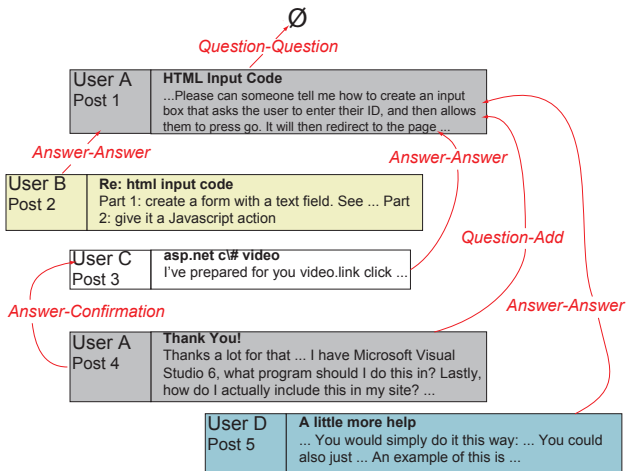 Ø
Question-Question
User A
Post 1
HTML Input Code
...Please can someone tell me how to create an input
box that asks the user to enter their ID, and then allows
them to press go. It will then redirect to the page ...
Answer-Answer
Answer-Answer
User B
Post 2
Re: html input code
Part 1: create a form with a text field. See ... Part
2: give it a Javascript action
Question-Add
User C
Post 3
asp.net c\# video
I've prepared for you video.link click ...
Answer-Confirmation
Answer-Answer
User A
Post 4
Thank You!
Thanks a lot for that ... I have Microsoft Visual
Studio 6, what program should I do this in? Lastly,
how do I actually include this in my site? ...
User D
Post 5
A little more help
... You would simply do it this way: ... You could
also just ... An example of this is ...